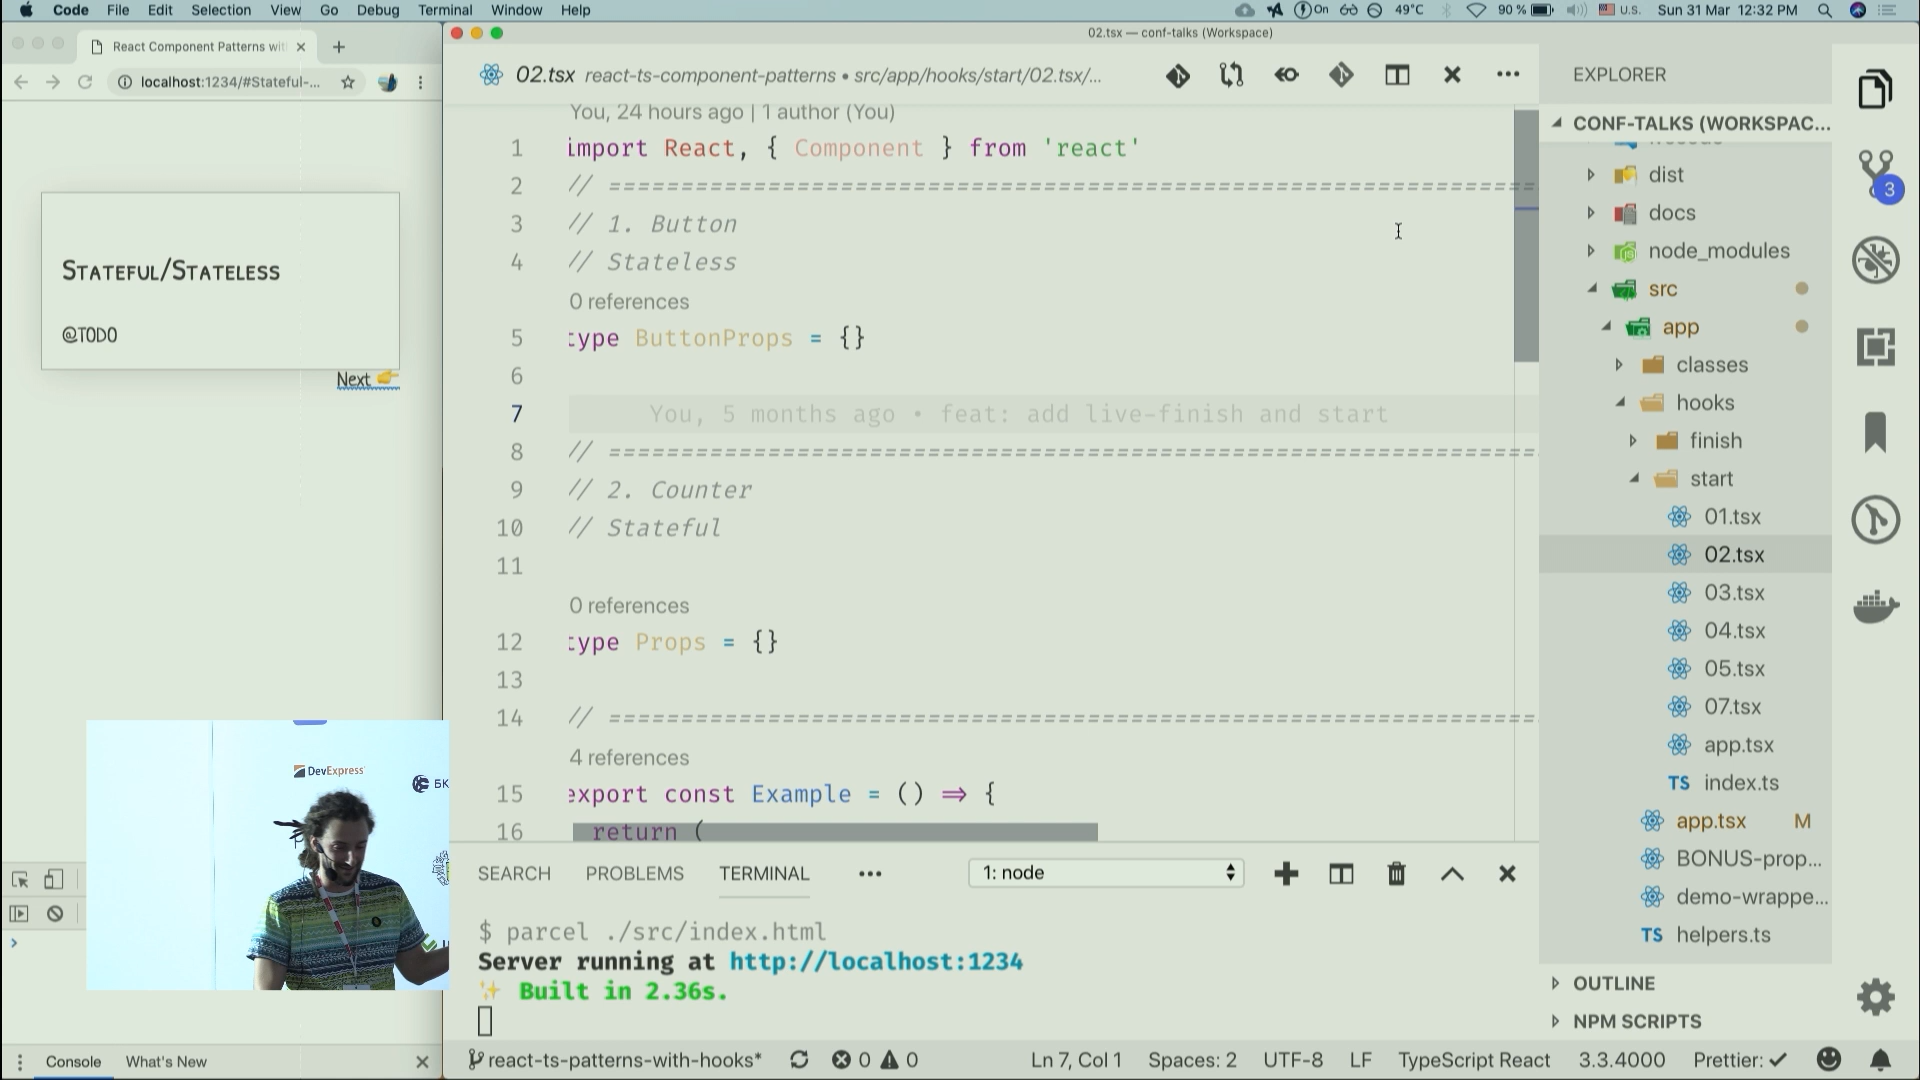 Code File Edit Selection View Go Debug Terminal Window Help
On 49°C 90 % U.S. Sun 31 Mar 12:32 PM
React Component Patterns wit
localhost:1234/#Stateful-...
Stateful/Stateless
@TODO
Next
DevExpress
БК
Console What's New
02.tsx — conf-talks (Workspace)
02.tsx react-ts-component-patterns • src/app/hooks/start/02.tsx/...
You, 24 hours ago | 1 author (You)
1 import React, { Component } from 'react'
2 // ================================================================
3 // 1. Button
4 // Stateless
0 references
5 type ButtonProps = {}
6
7 You, 5 months ago • feat: add live-finish and start
8 // ================================================================
9 // 2. Counter
10 // Stateful
11
0 references
12 type Props = {}
13
14 // ================================================================
4 references
15 export const Example = () => {
16 return (
SEARCH PROBLEMS TERMINAL ••• 1: node
$ parcel ./src/index.html
Server running at http://localhost:1234
✨ Built in 2.36s.
react-ts-patterns-with-hooks* 0 0 Ln 7, Col 1 Spaces: 2 UTF-8 LF TypeScript React 3.3.4000 Prettier: ✓
EXPLORER
CONF-TALKS (WORKSPAC...
dist
docs
node_modules
src
app
classes
hooks
finish
start
01.tsx
02.tsx
03.tsx
04.tsx
05.tsx
07.tsx
app.tsx
TS index.ts
app.tsx M
BONUS-prop...
demo-wrappe...
TS helpers.ts
OUTLINE
NPM SCRIPTS
3